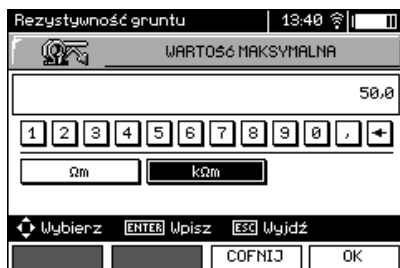 Rezystywność gruntu 13:40
WARTOŚĆ MAKSYMALNA
50,0
1 2 3 4 5 6 7 8 9 0 , ←
Ωm kΩm
Wybierz ENTER Wpisz ESC Wyjdź
COFNIJ OK